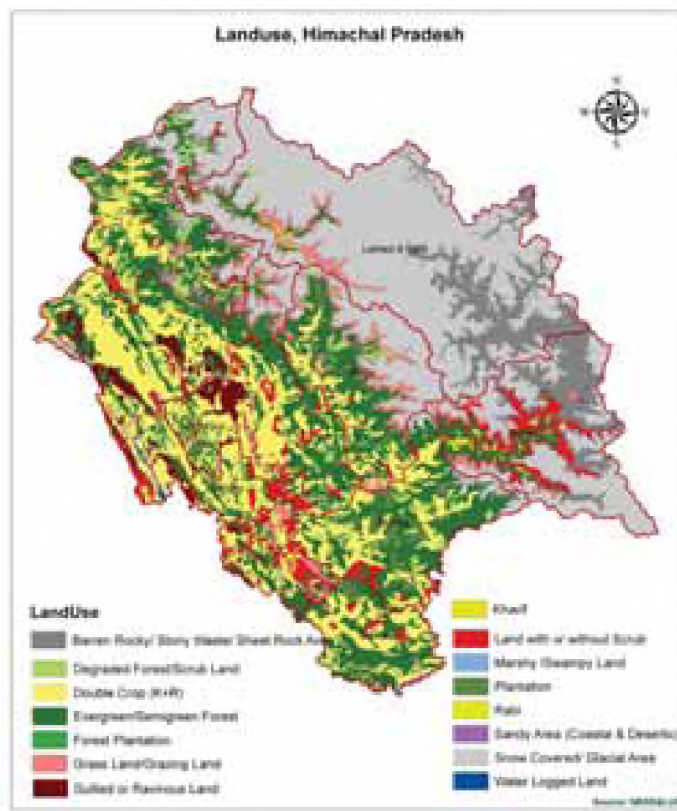 Landuse, Himachal Pradesh
N
W
E
S
LandUse
Barren Rocky/ Stony Waste/ Sheet Rock
Degraded Forest/Scrub Land
Double Crop (K+R)
Evergreen/Semigreen Forest
Forest Plantation
Grass Land/Grazing Land
Gullied or Ravinous Land
Kharif
Land with or without Scrub
Marshy /Swampy Land
Plantation
Rabi
Sandy Area (Coastal & Desertic)
Snow Covered/ Glacial Area
Water Logged Land
Source: